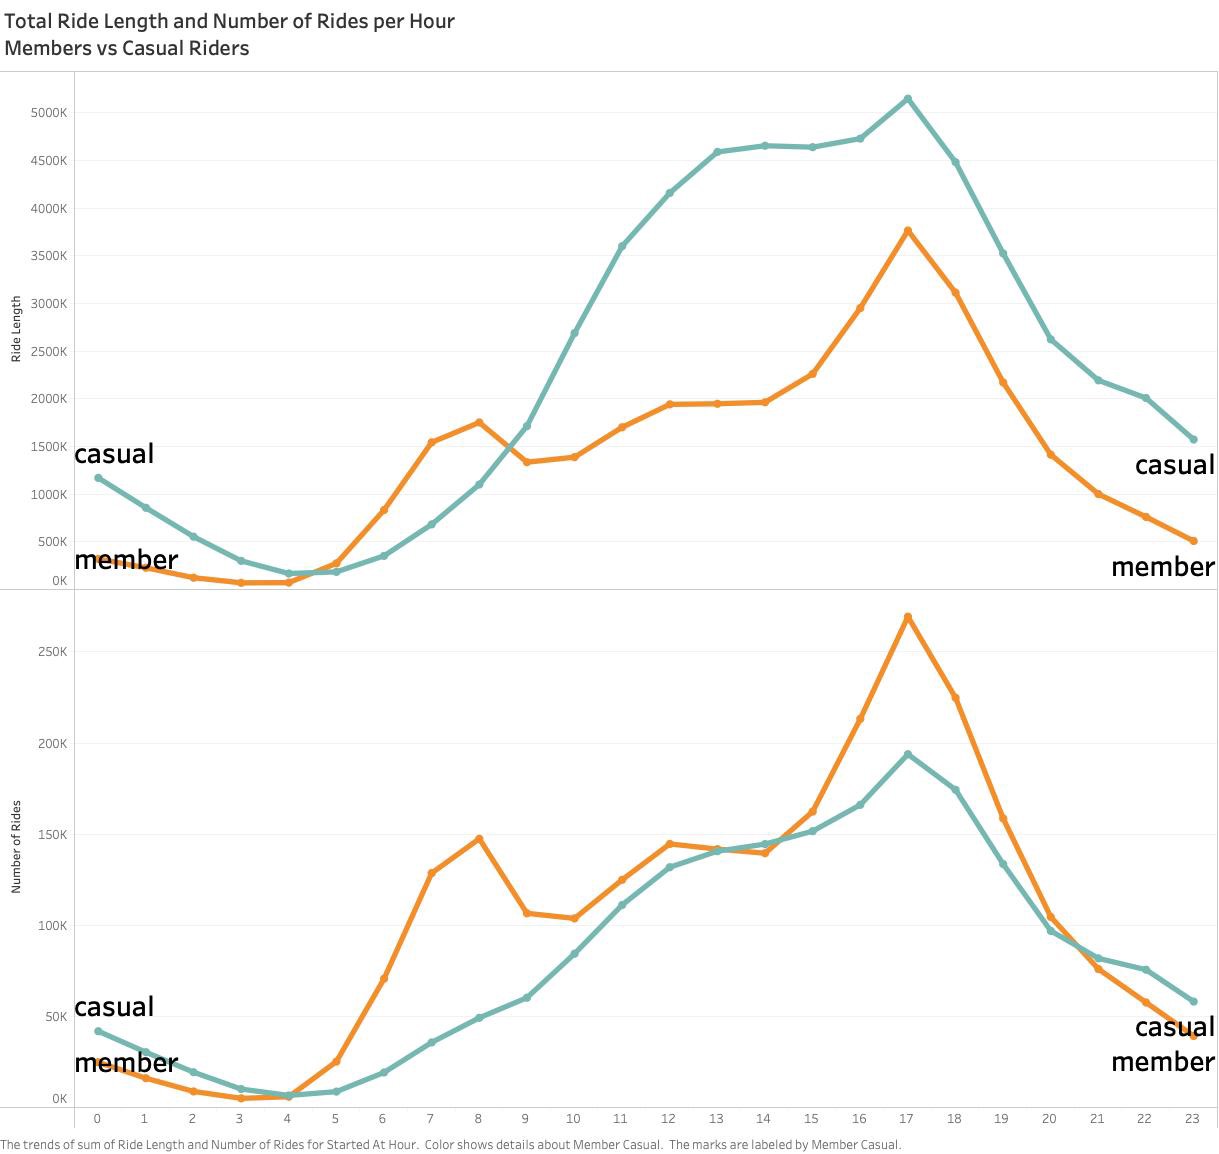 Total Ride Length and Number of Rides per Hour
Members vs Casual Riders
5000K
4500K
4000K
3500K
3000K
2500K
2000K
1500K
1000K
500K
0K
Ride Length
casual
member
casual
member
250K
200K
150K
100K
50K
0K
Number of Rides
casual
member
casual
member
0 1 2 3 4 5 6 7 8 9 10 11 12 13 14 15 16 17 18 19 20 21 22 23
The trends of sum of Ride Length and Number of Rides for Started At Hour. Color shows details about Member Casual. The marks are labeled by Member Casual.